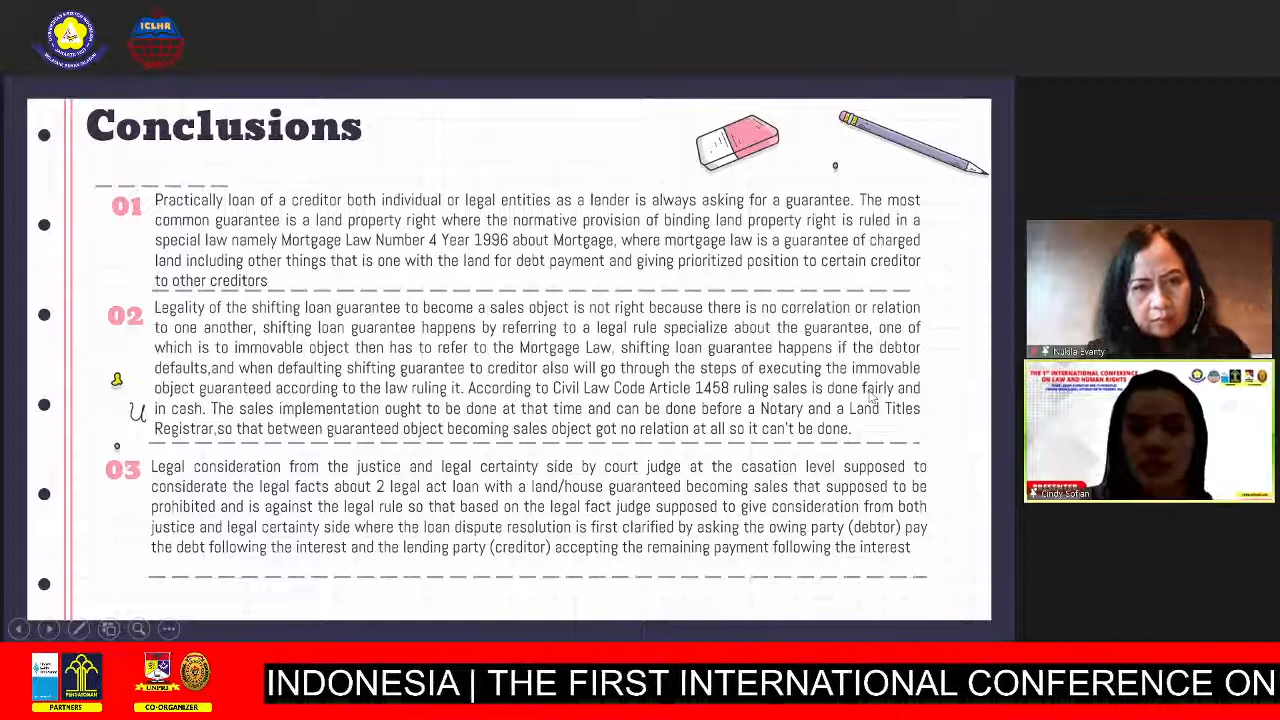 ICLHR
Conclusions
01
Practically loan of a creditor both individual or legal entities as a lender is always asking for a guarantee. The most
common guarantee is a land property right where the normative provision of binding land property right is ruled in a
special law namely Mortgage Law Number 4 Year 1996 about Mortgage, where mortgage law is a guarantee of charged
land including other things that is one with the land for debt payment and giving prioritized position to certain creditor
to other creditors
02
Legality of the shifting loan guarantee to become a sales object is not right because there is no correlation or relation
to one another, shifting loan guarantee happens by referring to a legal rule specialize about the guarantee, one of
which is to immovable object then has to refer to the Mortgage Law, shifting loan guarantee happens if the debtor
defaults,and when defaulting shifting guarantee to creditor also will go through the steps of executing the immovable
object guaranteed according to the law ruling it. According to Civil Law Code Article 1458 ruling sales must be fairly and
in cash. The sales implementation ought to be done at that time and can be done before a Notary and a Land Titles
Registrar,so that between guaranteed object becoming sales object got no relation at all so it can't be done.
03
Legal consideration from the justice and legal certainty side by court judge at the casation level supposed to
considerate the legal facts about 2 legal act loan with a land/house guaranteed becoming sales that supposed to be
prohibited and is against the legal rule so that based on the legal fact judge supposed to give consideration from both
justice and legal certainty side where the loan dispute resolution is first clarified by asking the owing party (debtor) pay
the debt following the interest and the lending party (creditor) accepting the remaining payment following the interest
Nukila Evanty
THE 1ST INTERNATIONAL CONFERENCE
ON LAW AND HUMAN RIGHTS
Cindy Sofian
PENGAYOMAN
PARTNERS
UNPRI
CO-ORGANIZER
INDONESIA | THE FIRST INTERNATIONAL CONFERENCE ON